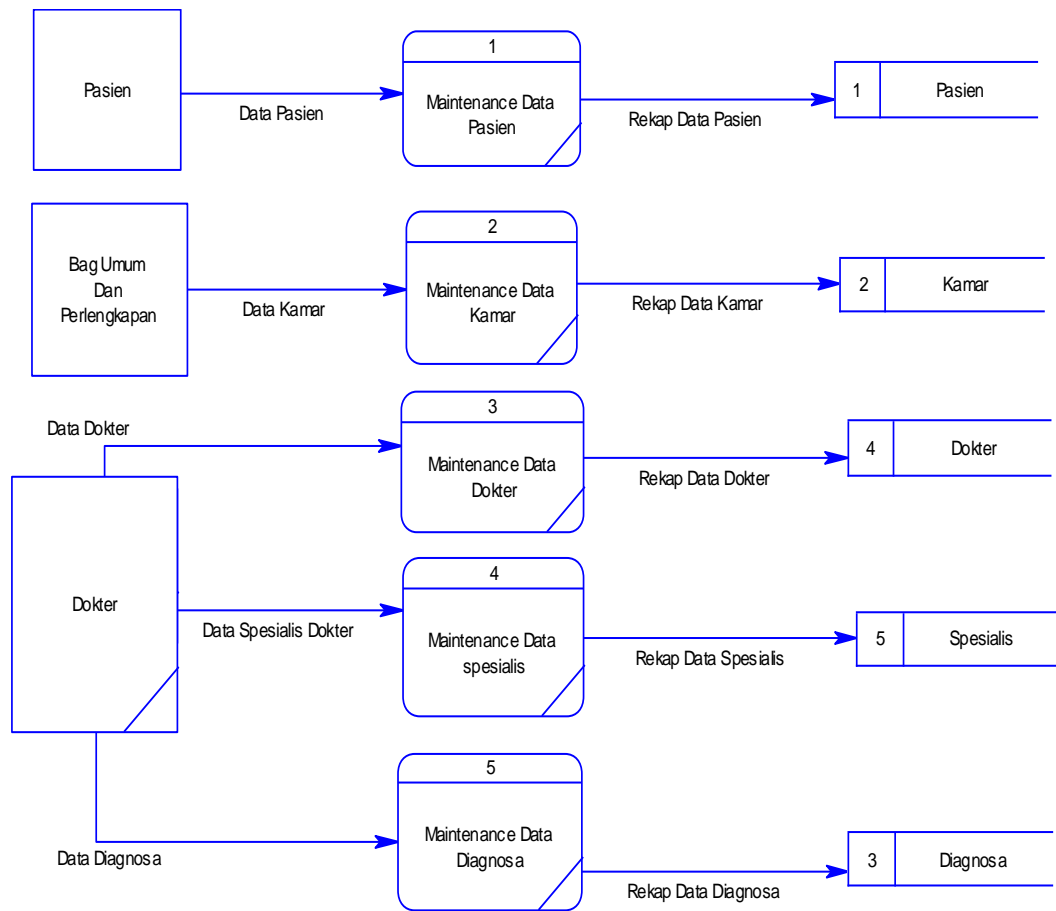 Pasien
Data Pasien
1
Maintenance Data
Pasien
Rekap Data Pasien
1
Pasien
Bag Umum
Dan
Perlengkapan
Data Kamar
2
Maintenance Data
Kamar
Rekap Data Kamar
2
Kamar
Data Dokter
3
Maintenance Data
Dokter
Rekap Data Dokter
4
Dokter
Dokter
Data Spesialis Dokter
4
Maintenance Data
spesialis
Rekap Data Spesialis
5
Spesialis
Data Diagnosa
5
Maintenance Data
Diagnosa
Rekap Data Diagnosa
3
Diagnosa